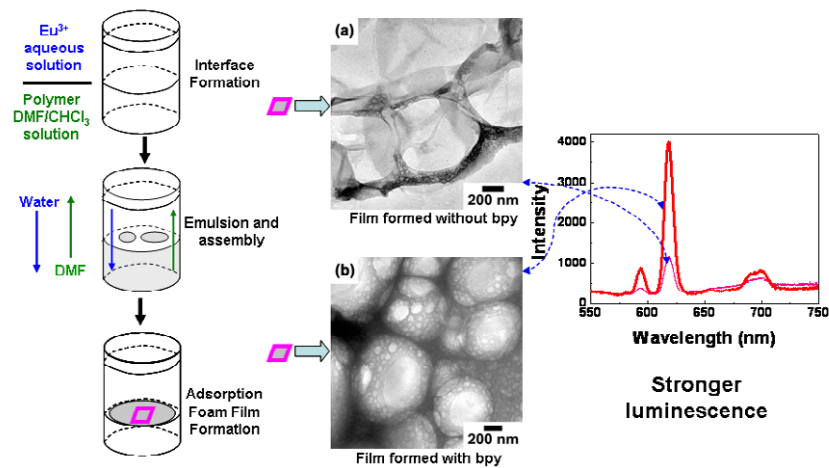 Eu³⁺
aqueous
solution
Polymer
DMF/CHCl₃
solution
Interface
Formation
Water
DMF
Emulsion and
assembly
Adsorption
Foam Film
Formation
(a)
200 nm
Film formed without bpy
(b)
200 nm
Film formed with bpy
Intensity
4000
3000
2000
1000
0
550 600 650 700 750
Wavelength (nm)
Stronger
luminescence